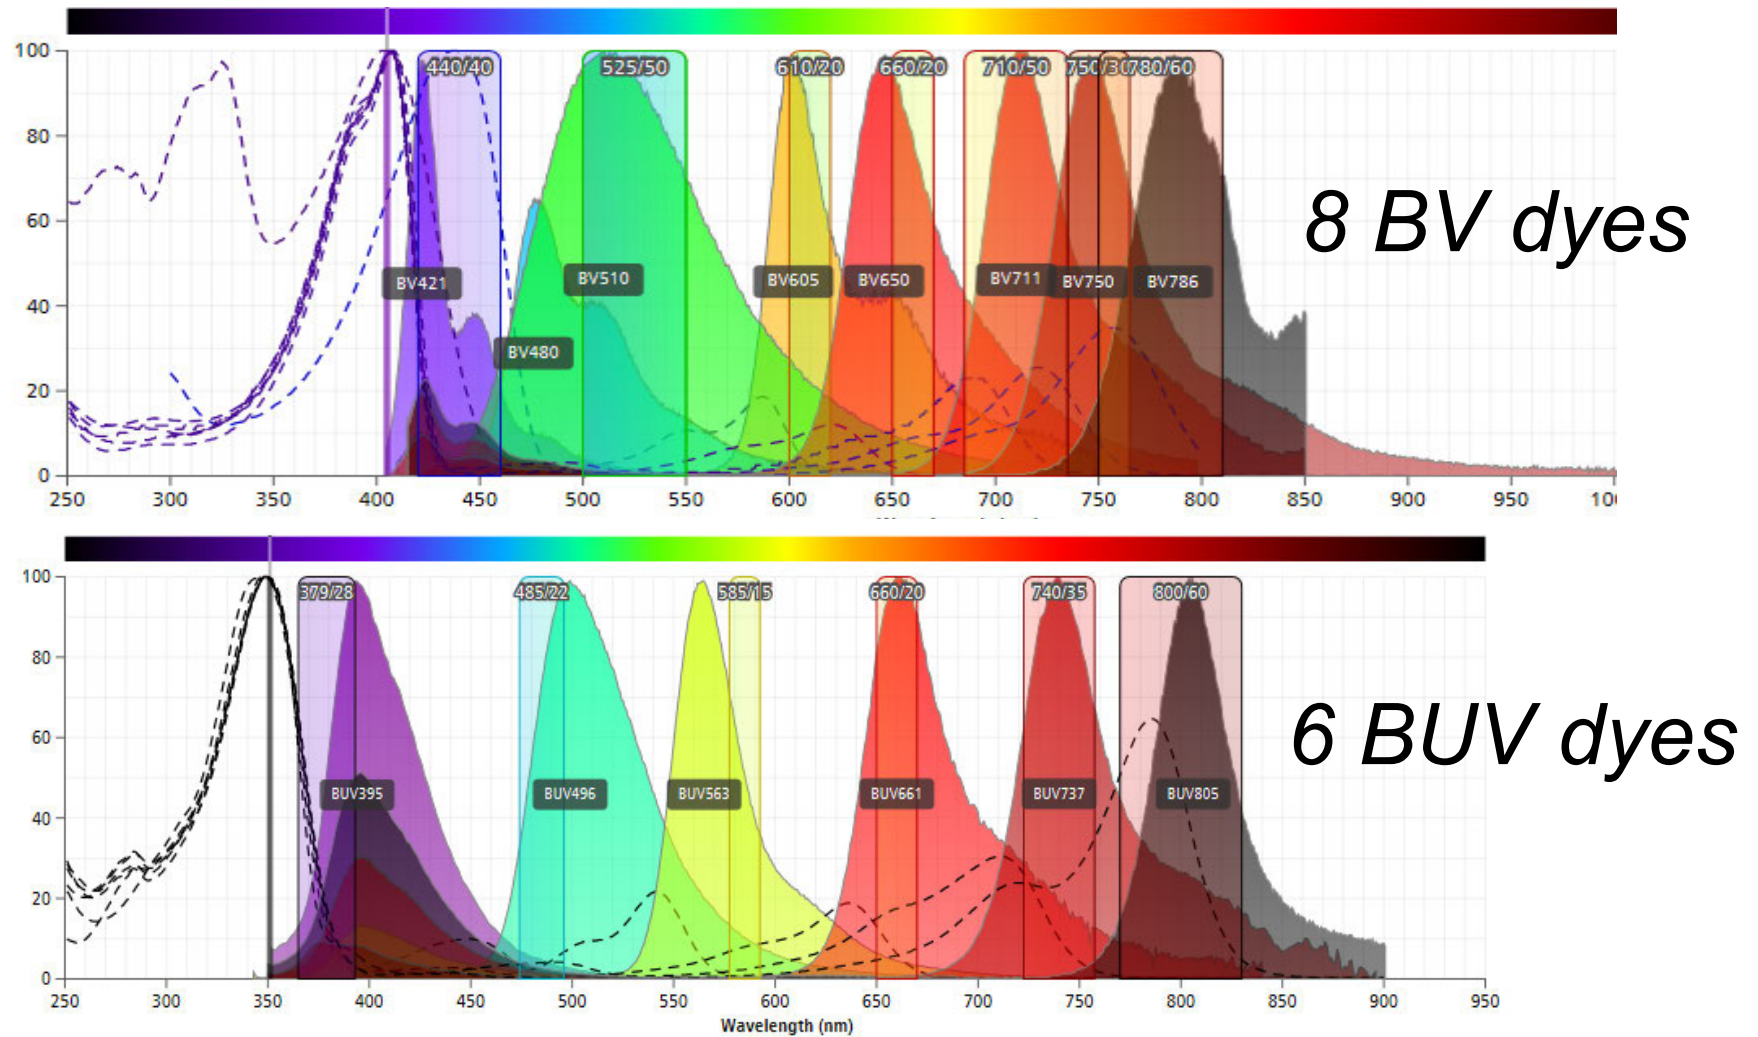 440/40 525/50 610/20 660/20 710/50 750/30 780/60
100
80
60
40
20
0
8 BV dyes
BV421 BV510 BV605 BV650 BV711 BV750 BV786
BV480
250 300 350 400 450 500 550 600 650 700 750 800 850 900 950 100
379/28 485/22 585/15 660/20 740/35 800/60
100
80
60
40
20
0
6 BUV dyes
BUV395 BUV496 BUV563 BUV661 BUV737 BUV805
250 300 350 400 450 500 550 600 650 700 750 800 850 900 950
Wavelength (nm)